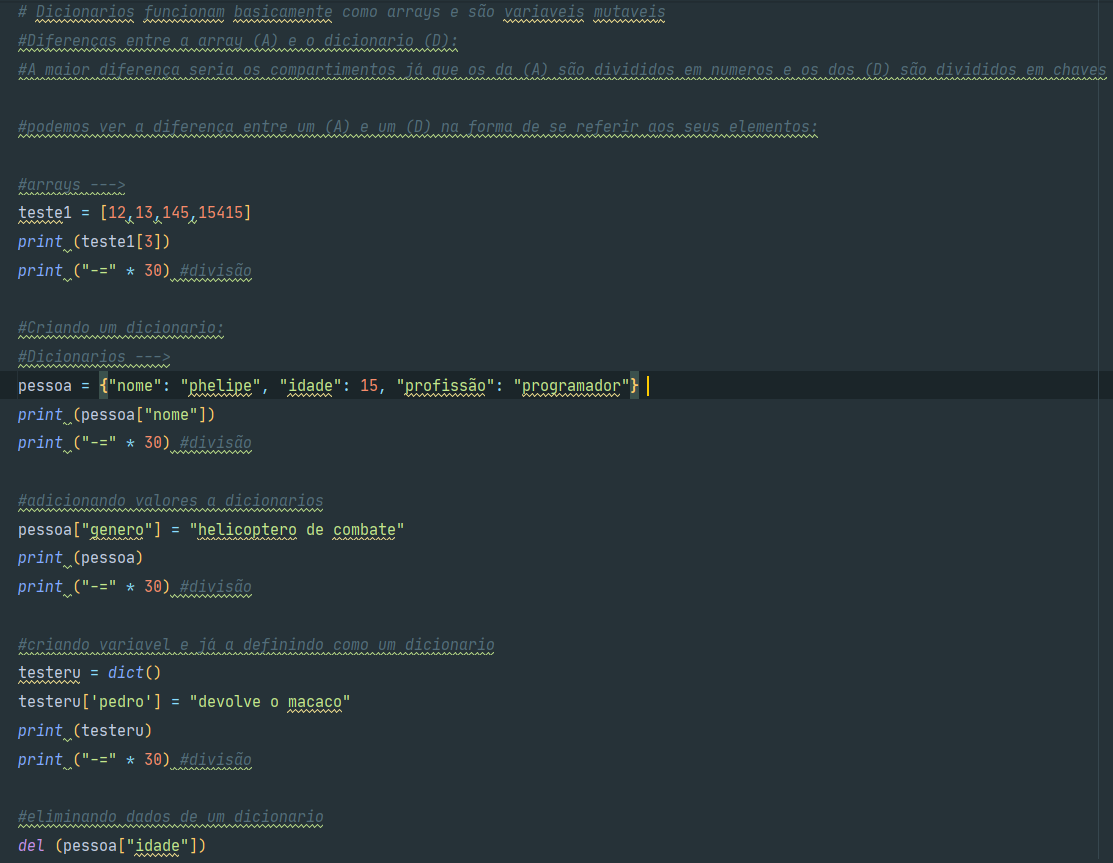 # Dicionarios funcionam basicamente como arrays e são variaveis mutaveis
#Diferenças entre a array (A) e o dicionario (D):
#A maior diferença seria os compartimentos já que os da (A) são divididos em numeros e os dos (D) são divididos em chaves
#podemos ver a diferença entre um (A) e um (D) na forma de se referir aos seus elementos:
#arrays --->
teste1 = [12,13,145,15415]
print (teste1[3])
print ("-=" * 30) #divisão
#Criando um dicionario:
#Dicionarios --->
pessoa = {"nome": "phelipe", "idade": 15, "profissão": "programador"}
print (pessoa["nome"])
print ("-=" * 30) #divisão
#adicionando valores a dicionarios
pessoa["genero"] = "helicoptero de combate"
print (pessoa)
print ("-=" * 30) #divisão
#criando variavel e já a definindo como um dicionario
testeru = dict()
testeru['pedro'] = "devolve o macaco"
print (testeru)
print ("-=" * 30) #divisão
#eliminando dados de um dicionario
del (pessoa["idade"])